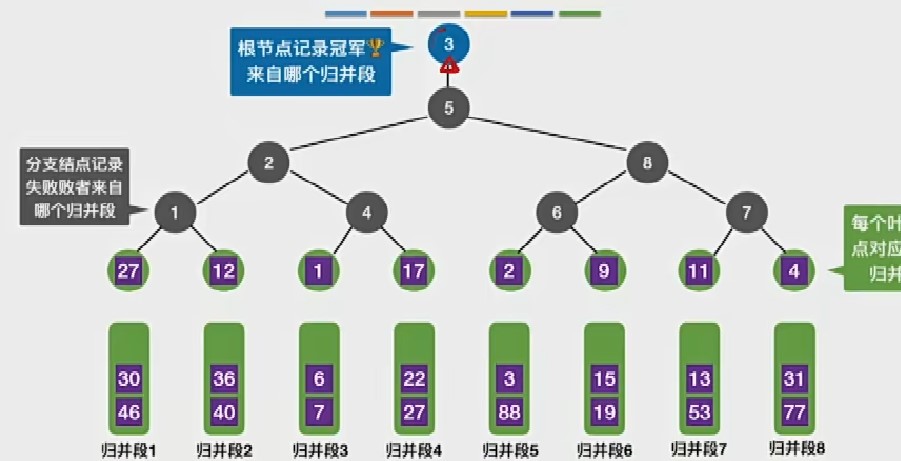 根节点记录冠军🏆
来自哪个归并段
3
5
2
8
分支结点记录
失败败者来自
哪个归并段
1
4
6
7
每个叶
点对应
归并
27
12
1
17
2
9
11
4
30
36
6
22
3
15
13
31
46
40
7
27
88
19
53
77
归并段1
归并段2
归并段3
归并段4
归并段5
归并段6
归并段7
归并段8